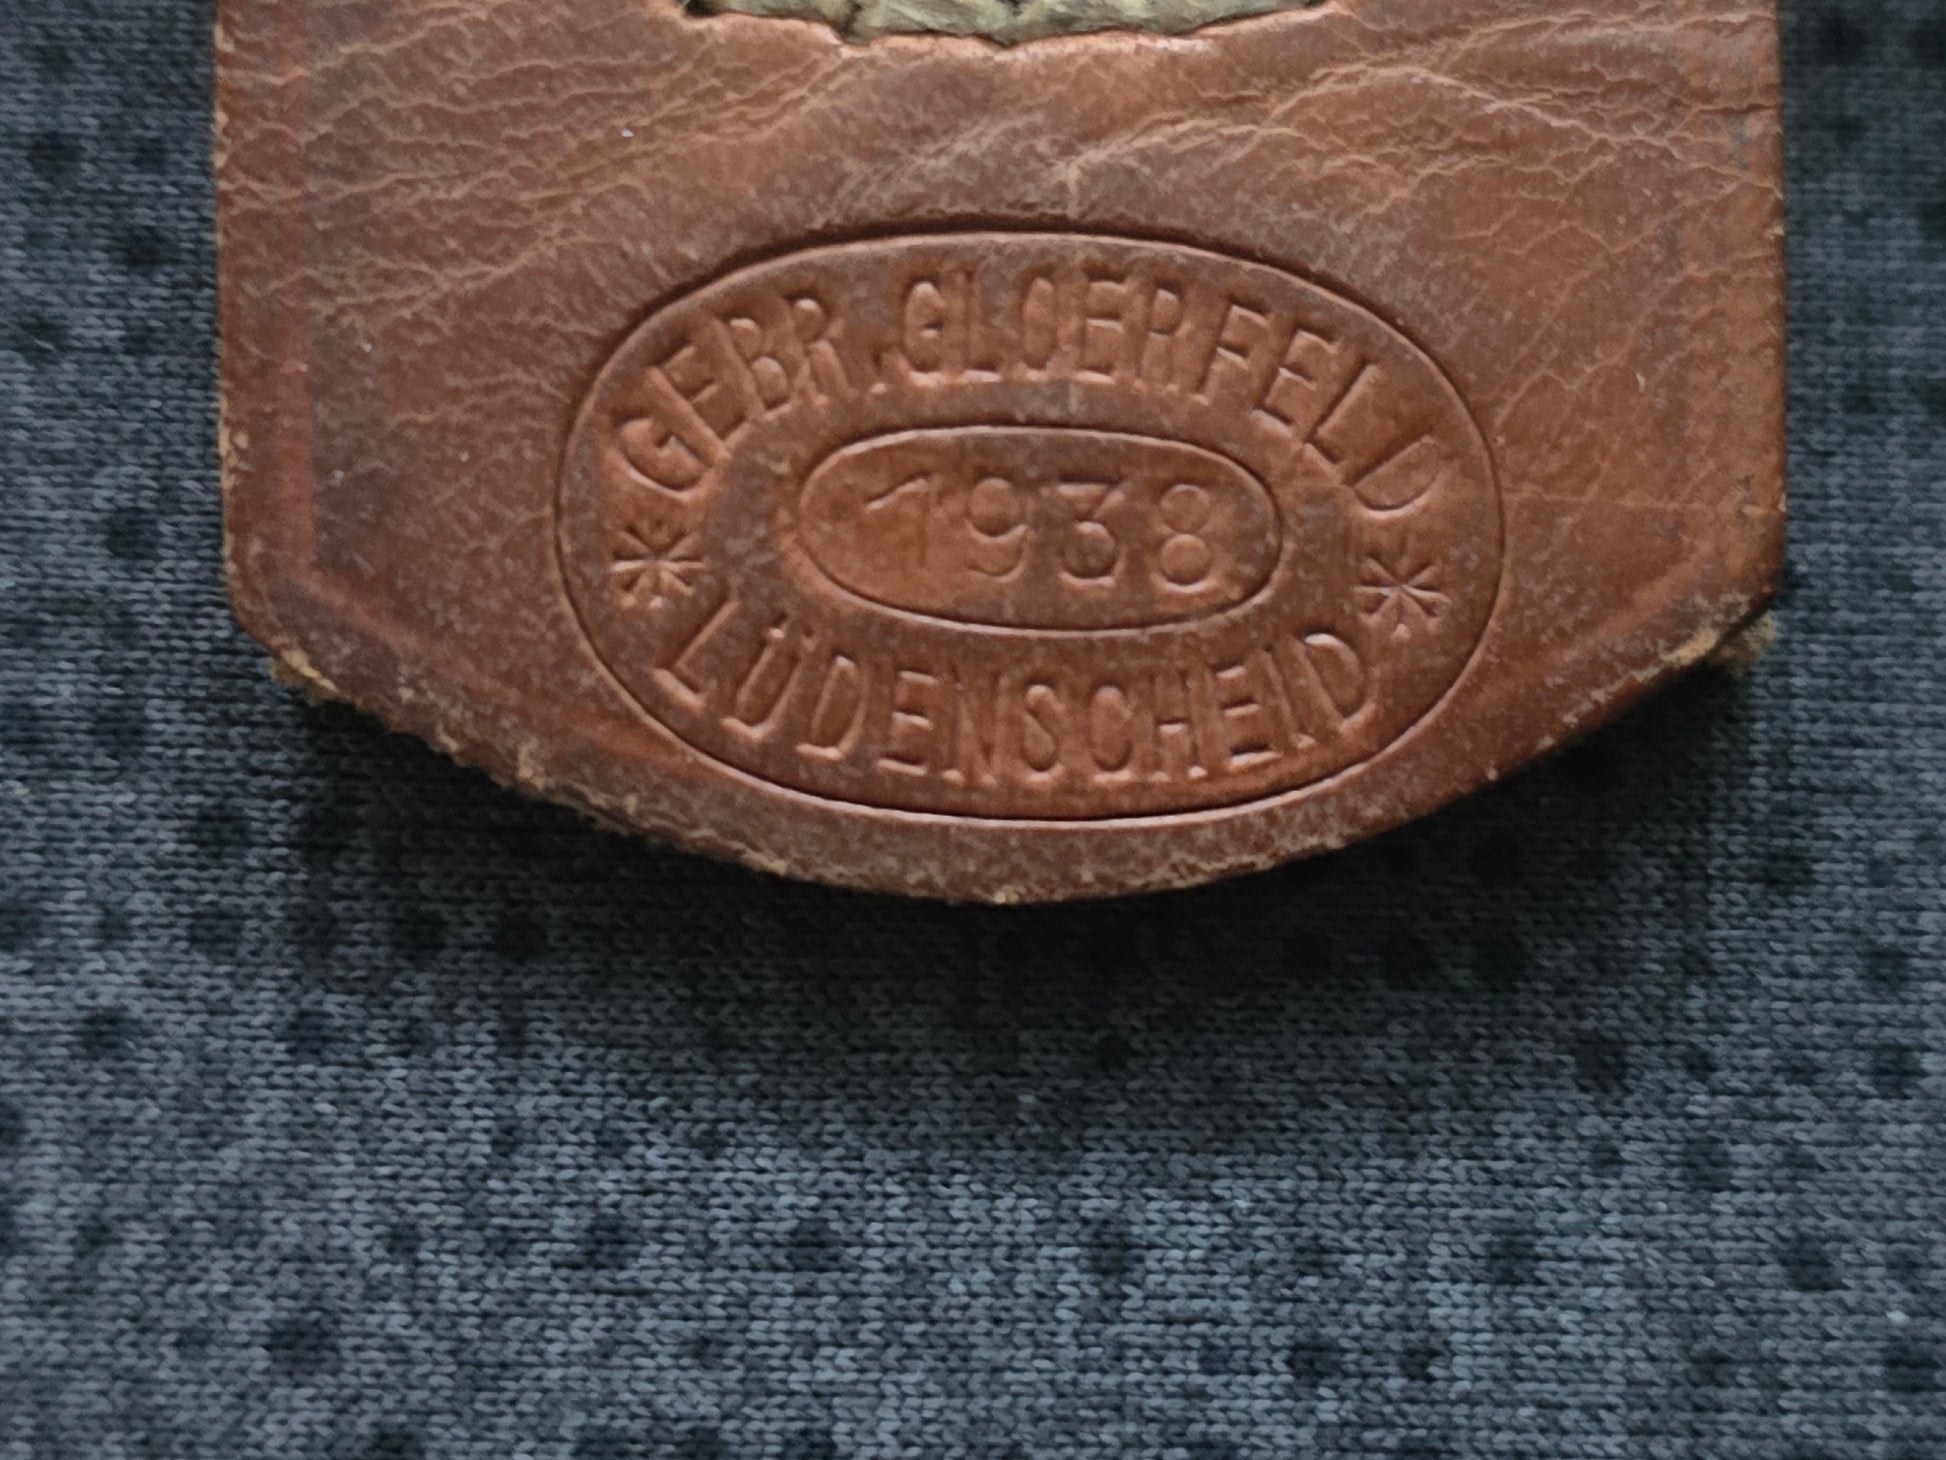 GEBR. GLOERFELD
1938
LÜDENSCHEID